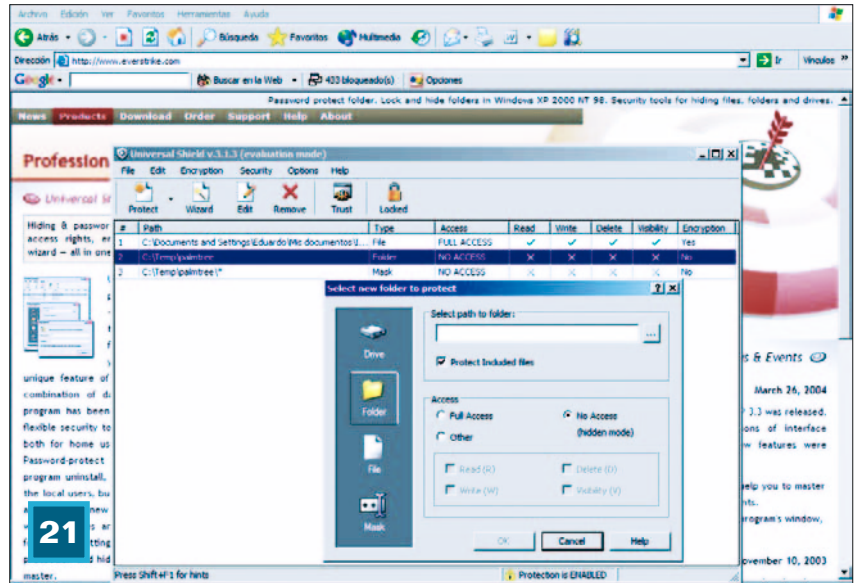 Archivo Edición Ver Favoritos Herramientas Ayuda
Atrás Búsqueda Favoritos Multimedia
Dirección http://www.everstrike.com Ir Vínculos »
Google Buscar en la Web 433 bloqueado(s) Opciones
Password protect folder. Lock and hide folders in Windows XP 2000 NT 98. Security tools for hiding files, folders and drives.
News Products Download Order Support Help About
Profession
Universal
Hiding & passwor
access rights, en
wizard — all in one
unique feature of
combination of d
program has been
flexible security to
both for home us
Password-protect
program uninstall,
the local users, bu
new
master.
Universal Shield v.3.1.3 (evaluation mode)
File Edit Encryption Security Options Help
Protect Wizard Edit Remove Trust Locked
# Path Type Access Read Write Delete Visibility Encryption
1 C:\Documents and Settings\Eduardo\Mis documentos\I... File FULL ACCESS Yes
2 C:\Temp\palmtree Folder NO ACCESS No
3 C:\Temp\palmtree\* Mask NO ACCESS No
Select new folder to protect
Drive
Folder
File
Mask
Select path to folder:
...
Protect Included files
Access
Full Access
No Access
(hidden mode)
Other
Read (R)
Delete (D)
Write (W)
Visibility (V)
OK Cancel Help
Press Shift+F1 for hints
Protection is ENABLED
s & Events
March 26, 2004
3.3 was released.
ons of interface
w features were
elp you to master
nts.
rogram's window,
ovember 10, 2003
21